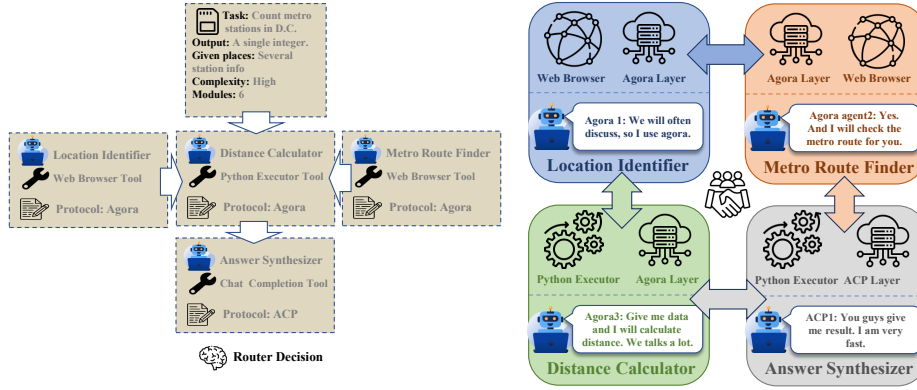 Task: Count metro
stations in D.C.
Output: A single integer.
Given places: Several
station info
Complexity: High
Modules: 6
Location Identifier
Web Browser Tool
Protocol: Agora
Distance Calculator
Python Executor Tool
Protocol: Agora
Metro Route Finder
Web Browser Tool
Protocol: Agora
Answer Synthesizer
Chat Completion Tool
Protocol: ACP
Router Decision
Web Browser
Agora Layer
Agora 1: We will often
discuss, so I use agora.
Location Identifier
Agora Layer
Web Browser
Agora agent2: Yes.
And I will check the
metro route for you.
Metro Route Finder
Python Executor
Agora Layer
Agora3: Give me data
and I will calculate
distance. We talks a lot.
Distance Calculator
Python Executor
ACP Layer
ACP1: You guys give
me result. I am very
fast.
Answer Synthesizer